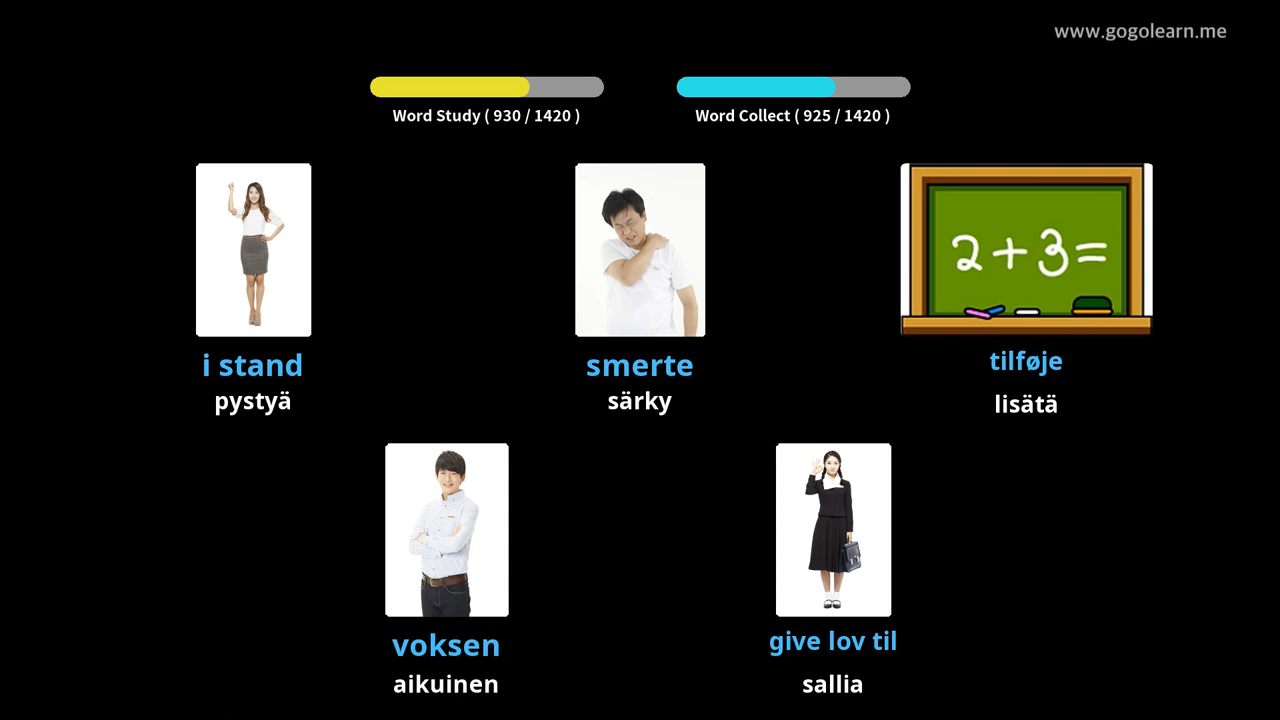 www.gogolearn.me
Word Study ( 930 / 1420 )
Word Collect ( 925 / 1420 )
2+3=
i stand
pystyä
smerte
särky
tilføje
lisätä
voksen
aikuinen
give lov til
sallia